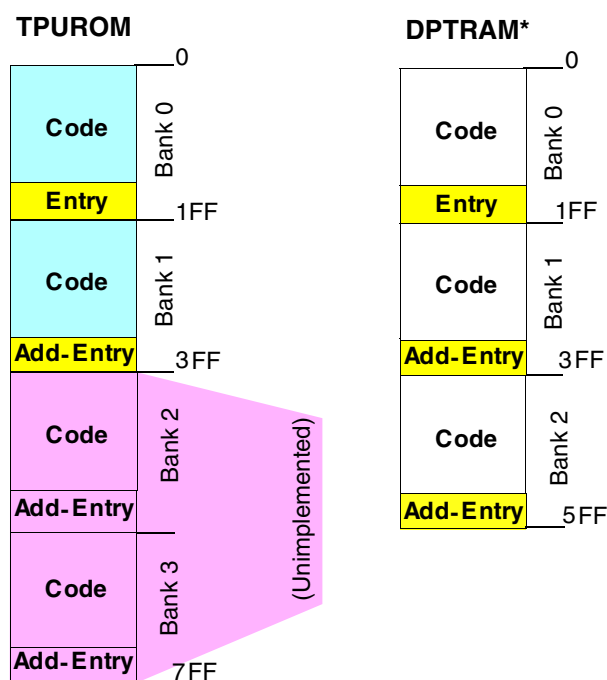 TPUROM
0
Code
Bank 0
Entry
1FF
Code
Bank 1
Add-Entry
3FF
Code
Bank 2
Add-Entry
(Unimplemented)
Code
Bank 3
Add-Entry
7FF
DPTRAM*
0
Code
Bank 0
Entry
1FF
Code
Bank 1
Add-Entry
3FF
Code
Bank 2
Add-Entry
5FF